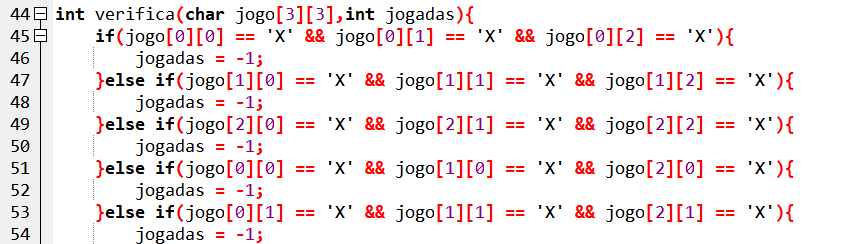 44 int verifica(char jogo[3][3],int jogadas){
45 if(jogo[0][0] == 'X' && jogo[0][1] == 'X' && jogo[0][2] == 'X'){
46 jogadas = -1;
47 }else if(jogo[1][0] == 'X' && jogo[1][1] == 'X' && jogo[1][2] == 'X'){
48 jogadas = -1;
49 }else if(jogo[2][0] == 'X' && jogo[2][1] == 'X' && jogo[2][2] == 'X'){
50 jogadas = -1;
51 }else if(jogo[0][0] == 'X' && jogo[1][0] == 'X' && jogo[2][0] == 'X'){
52 jogadas = -1;
53 }else if(jogo[0][1] == 'X' && jogo[1][1] == 'X' && jogo[2][1] == 'X'){
54 jogadas = -1;